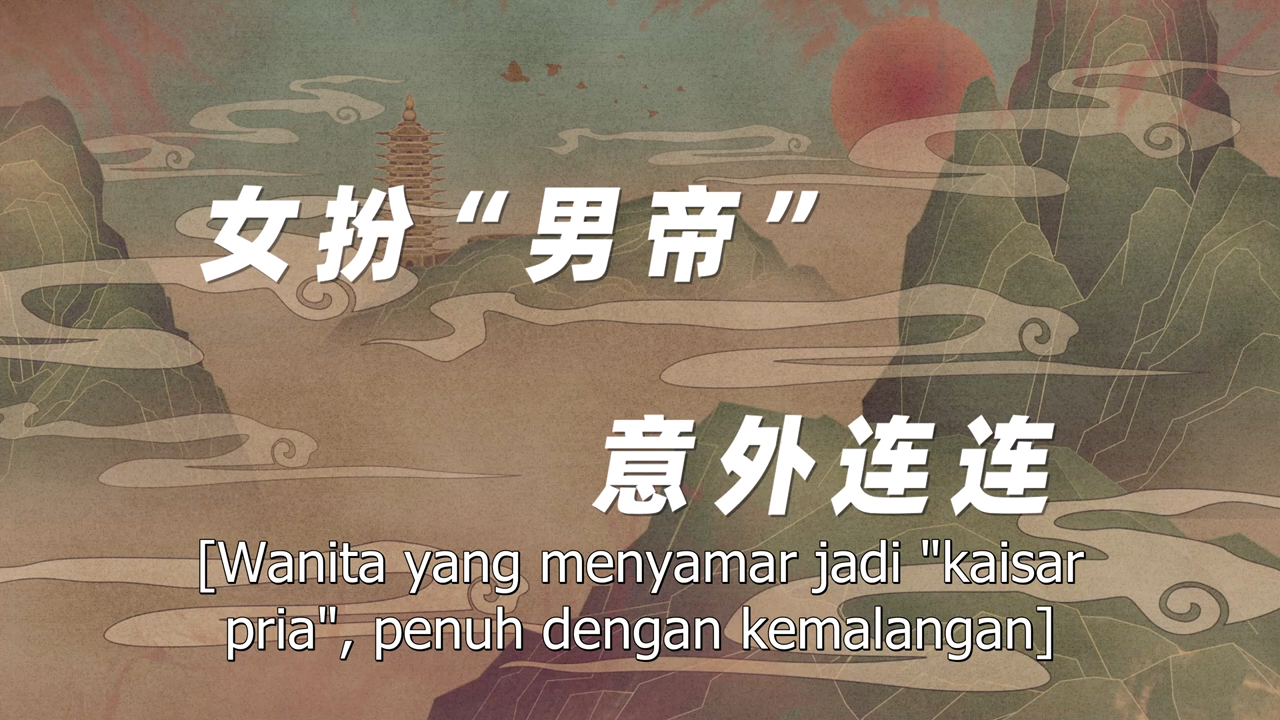 女扮“男帝”
意外连连
[Wanita yang menyamar jadi "kaisar
pria", penuh dengan kemalangan]